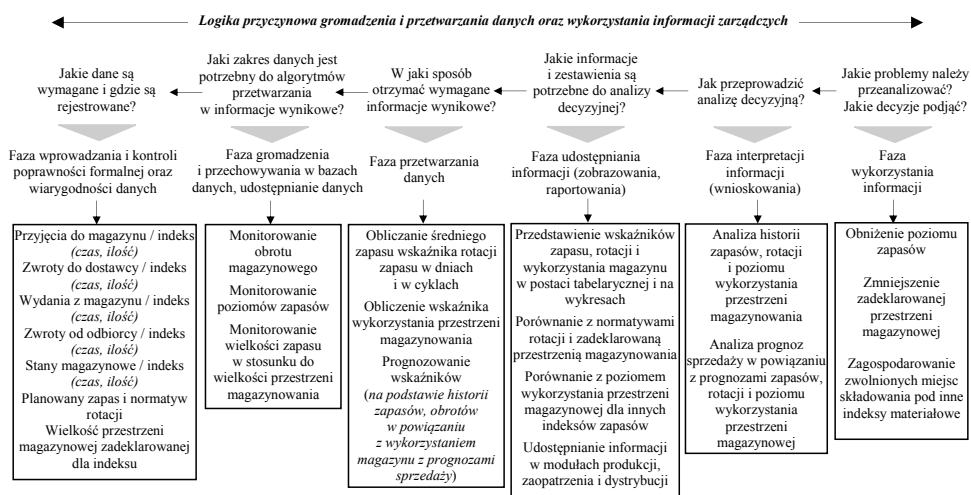 Logika przyczynowa gromadzenia i przetwarzania danych oraz wykorzystania informacji zarządczych
Jakie dane są
wymagane i gdzie są
rejestrowane?
Jaki zakres danych jest
potrzebny do algorytmów
przetwarzania
w informacje wynikowe?
W jaki sposób
otrzymać wymagane
informacje wynikowe?
Jakie informacje
i zestawienia są
potrzebne do analizy
decyzyjnej?
Jak przeprowadzić
analizę decyzyjną?
Jakie problemy należy
przeanalizować?
Jakie decyzje podjąć?
Faza wprowadzania i kontroli
poprawności formalnej oraz
wiarygodności danych
Faza gromadzenia
i przechowywania w bazach
danych, udostępnianie danych
Faza przetwarzania
danych
Faza udostępniania
informacji (zobrazowania,
raportowania)
Faza interpretacji
informacji
(wnioskowania)
Faza
wykorzystania
informacji
Przyjęcia do magazynu / indeks
(czas, ilość)
Zwroty do dostawcy / indeks
(czas, ilość)
Wydania z magazynu / indeks
(czas, ilość)
Zwroty od odbiorcy / indeks
(czas, ilość)
Stany magazynowe / indeks
(czas, ilość)
Planowany zapas i normatyw
rotacji
Wielkość przestrzeni
magazynowej zadeklarowanej
dla indeksu
Monitorowanie
obrotu
magazynowego
Monitorowanie
poziomów zapasów
Monitorowanie
wielkości zapasu
w stosunku do
wielkości przestrzeni
magazynowania
Obliczanie średniego
zapasu wskaźnika rotacji
zapasu w dniach
i w cyklach
Obliczenie wskaźnika
wykorzystania przestrzeni
magazynowania
Prognozowanie
wskaźników
(na podstawie historii
zapasów, obrotów
w powiązaniu
z wykorzystaniem
magazynu z prognozami
sprzedaży)
Przedstawienie wskaźników
zapasu, rotacji i
wykorzystania magazynu
w postaci tabelarycznej i na
wykresach
Porównanie z normatywami
rotacji i zadeklarowaną
przestrzenią magazynowania
Porównanie z poziomem
wykorzystania przestrzeni
magazynowej dla innych
indeksów zapasów
Udostępnianie informacji
w modułach produkcji,
zaopatrzenia i dystrybucji
Analiza historii
zapasów, rotacji
i poziomu
wykorzystania
przestrzeni
magazynowania
Analiza prognoz
sprzedaży w powiązaniu
z prognozami zapasów,
rotacji i poziomu
wykorzystania
przestrzeni
magazynowej
Obniżenie poziomu
zapasów
Zmniejszenie
zadeklarowanej
przestrzeni
magazynowej
Zagospodarowanie
zwolnionych miejsc
składowania pod inne
indeksy materiałowe